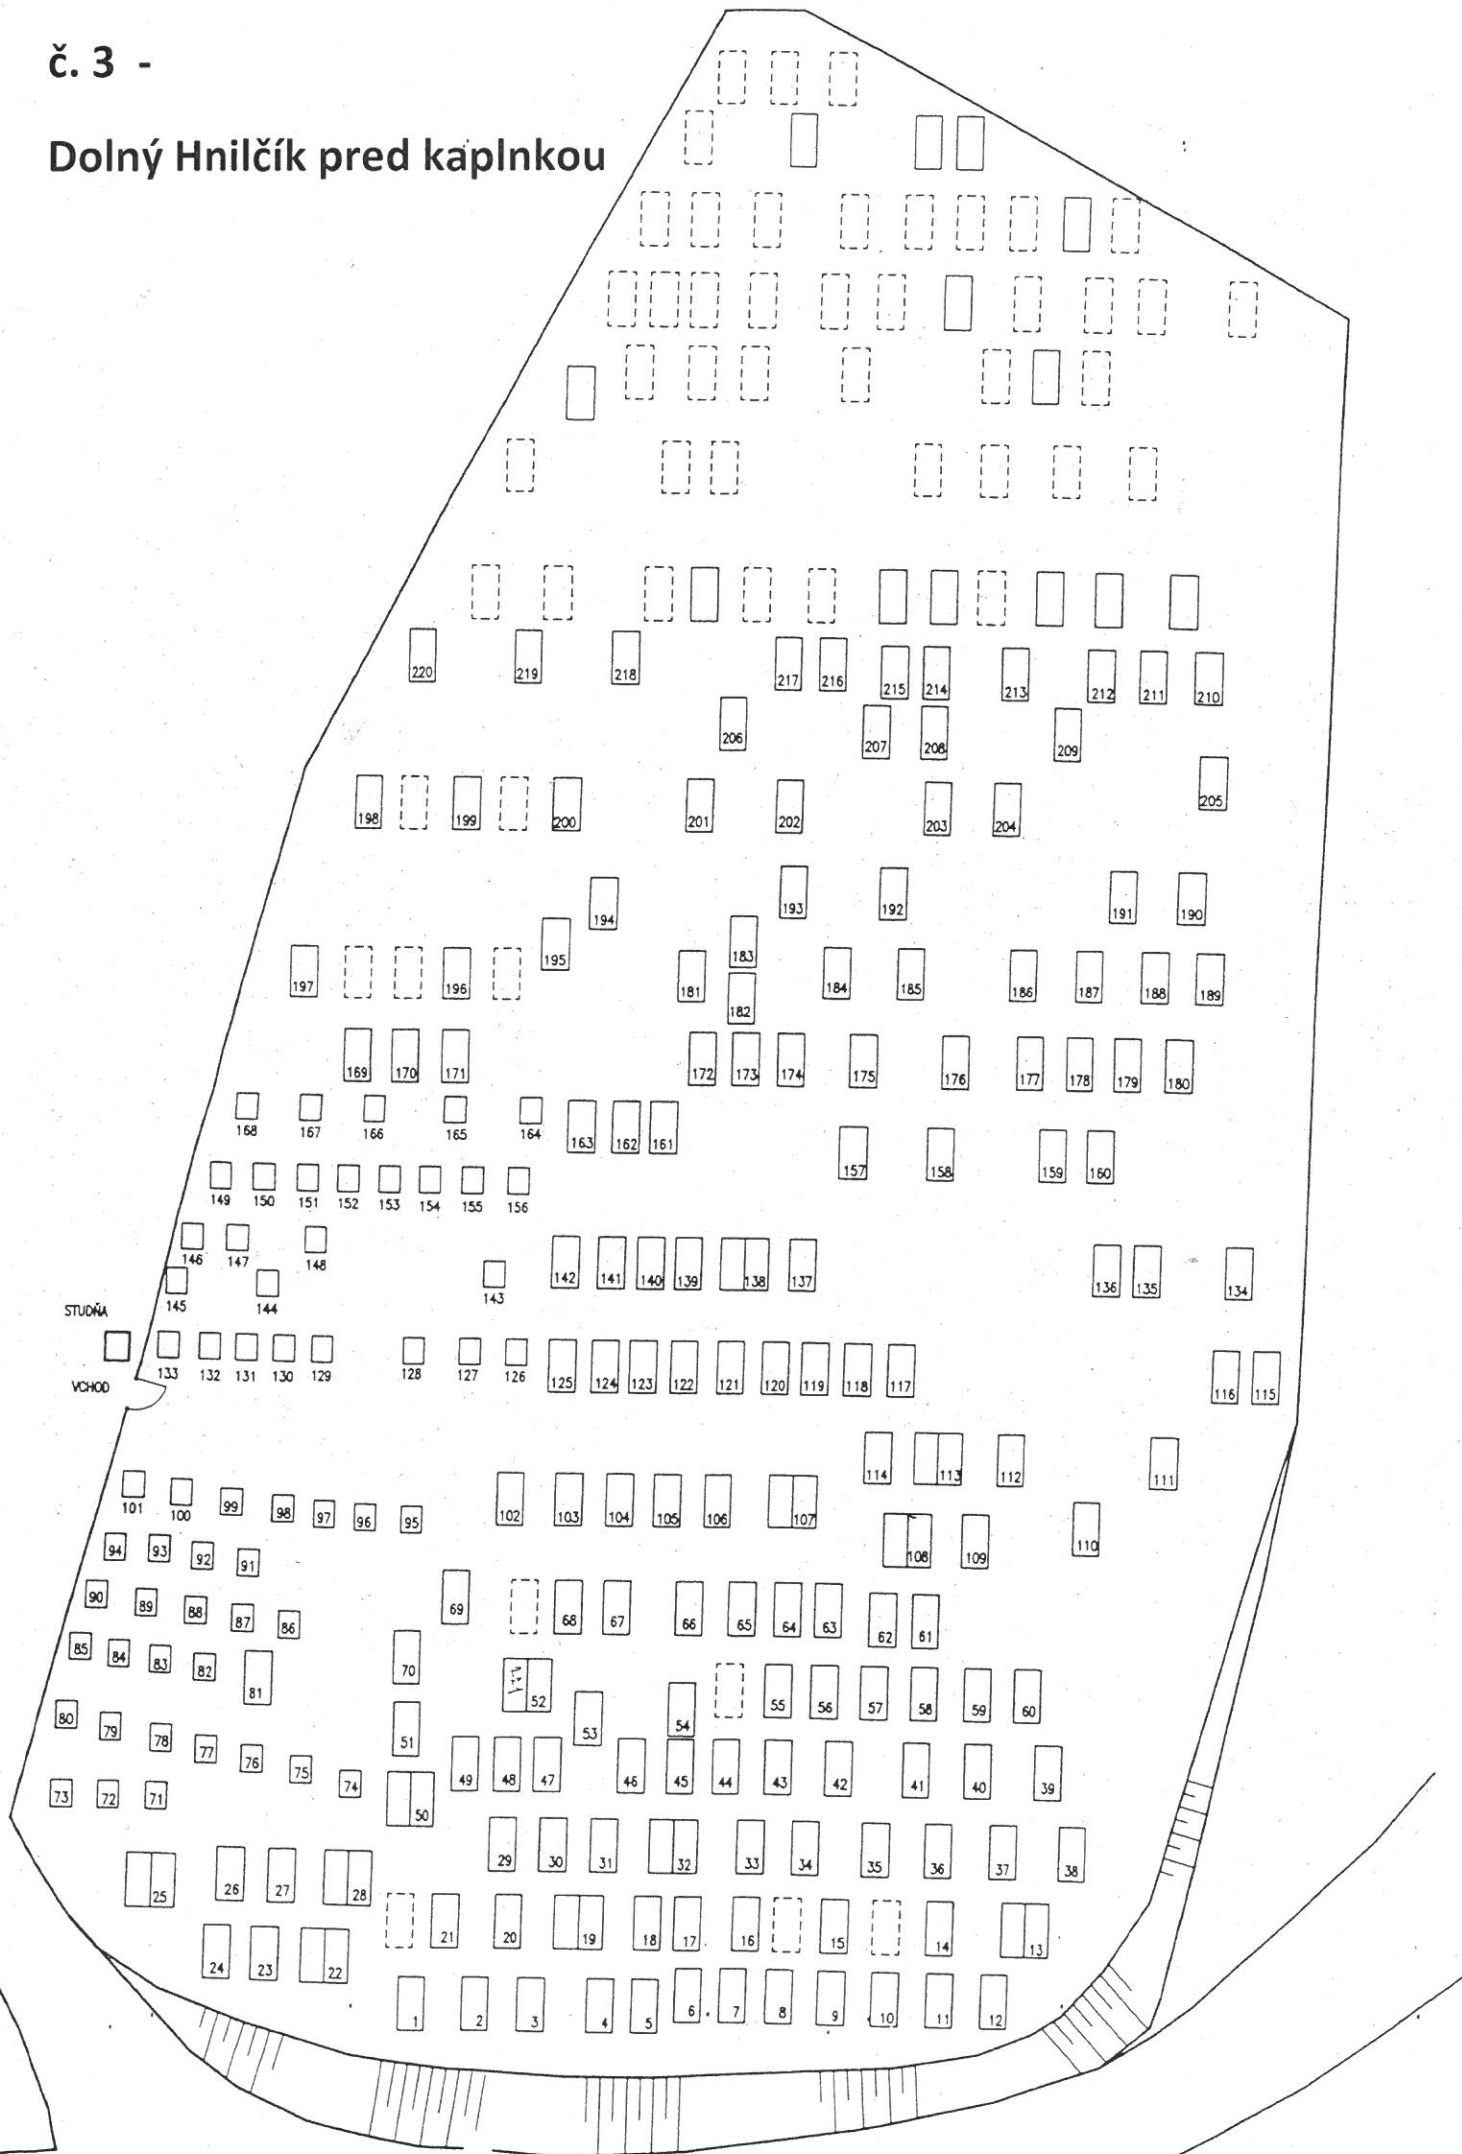 č. 3 -
Dolný Hnilčík pred kaplnkou
220 219 218 217 216 215 214 213 212 211 210
206 207 208 209
198 199 200 201 202 203 204 205
194 193 192 191 190
197 196 195 181 183 184 185 186 187 188 189
182
169 170 171 172 173 174 175 176 177 178 179 180
168 167 166 165 164 163 162 161
157 158 159 160
149 150 151 152 153 154 155 156
146 147 148
145 144 143 142 141 140 139 138 137 136 135 134
STUDŇA
133 132 131 130 129 128 127 126 125 124 123 122 121 120 119 118 117 116 115
VCHOD
114 113 112 111
101 100 99 98 97 96 95 102 103 104 105 106 107
108 109 110
94 93 92 91
90 89 88 87 86 69 68 67 66 65 64 63 62 61
85 84 83 82 81 70 52 53 54 55 56 57 58 59 60
80 79 78 77 76 75 74 51
73 72 71 50 49 48 47 46 45 44 43 42 41 40 39
29 30 31 32 33 34 35 36 37 38
25 26 27 28
21 20 19 18 17 16 15 14 13
24 23 22
1 2 3 4 5 6 7 8 9 10 11 12